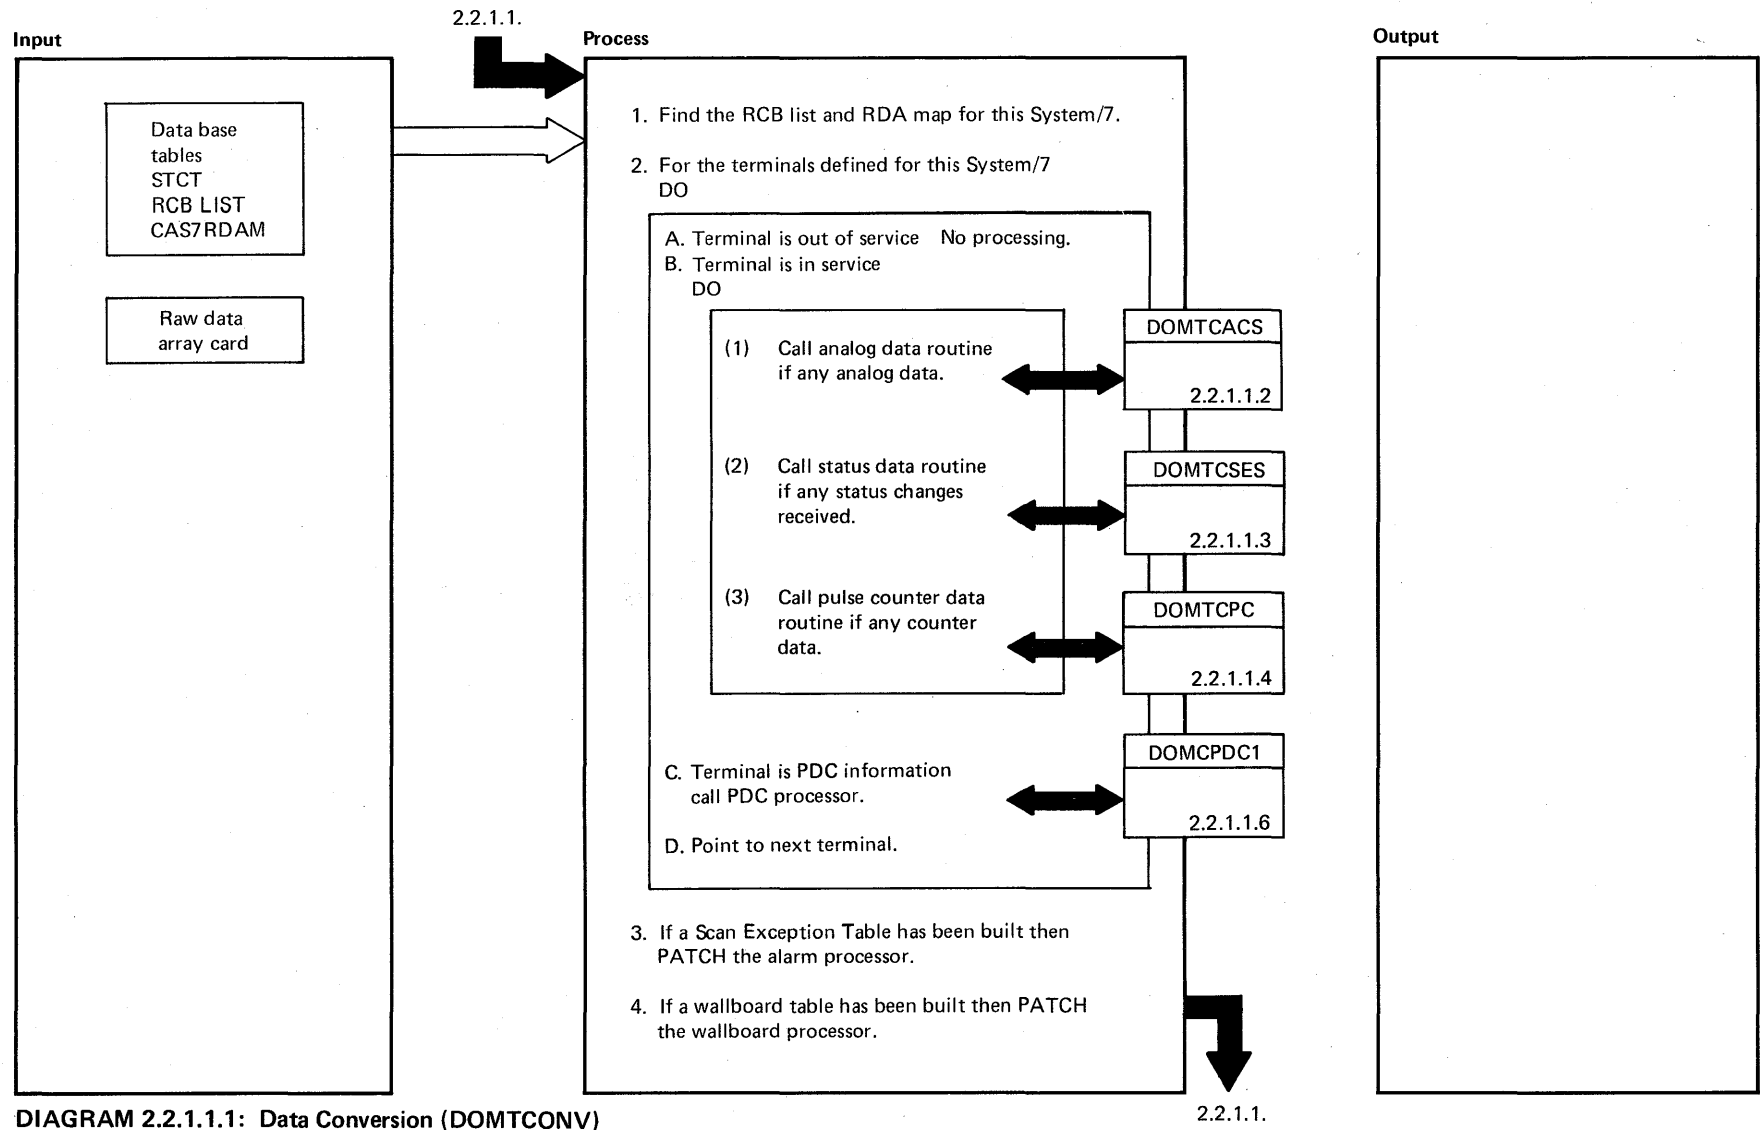 2.2.1.1.
Input
Process
Output
Data base
tables
STCT
RCB LIST
CAS7RDAM
Raw data
array card
1. Find the RCB list and RDA map for this System/7.
2. For the terminals defined for this System/7
DO
A. Terminal is out of service No processing.
B. Terminal is in service
DO
(1) Call analog data routine
if any analog data.
DOMTCACS
2.2.1.1.2
(2) Call status data routine
if any status changes
received.
DOMTCSES
2.2.1.1.3
(3) Call pulse counter data
routine if any counter
data.
DOMTCPC
2.2.1.1.4
C. Terminal is PDC information
call PDC processor.
DOMCPDC1
2.2.1.1.6
D. Point to next terminal.
3. If a Scan Exception Table has been built then
PATCH the alarm processor.
4. If a wallboard table has been built then PATCH
the wallboard processor.
2.2.1.1.
DIAGRAM 2.2.1.1.1: Data Conversion (DOMTCONV)